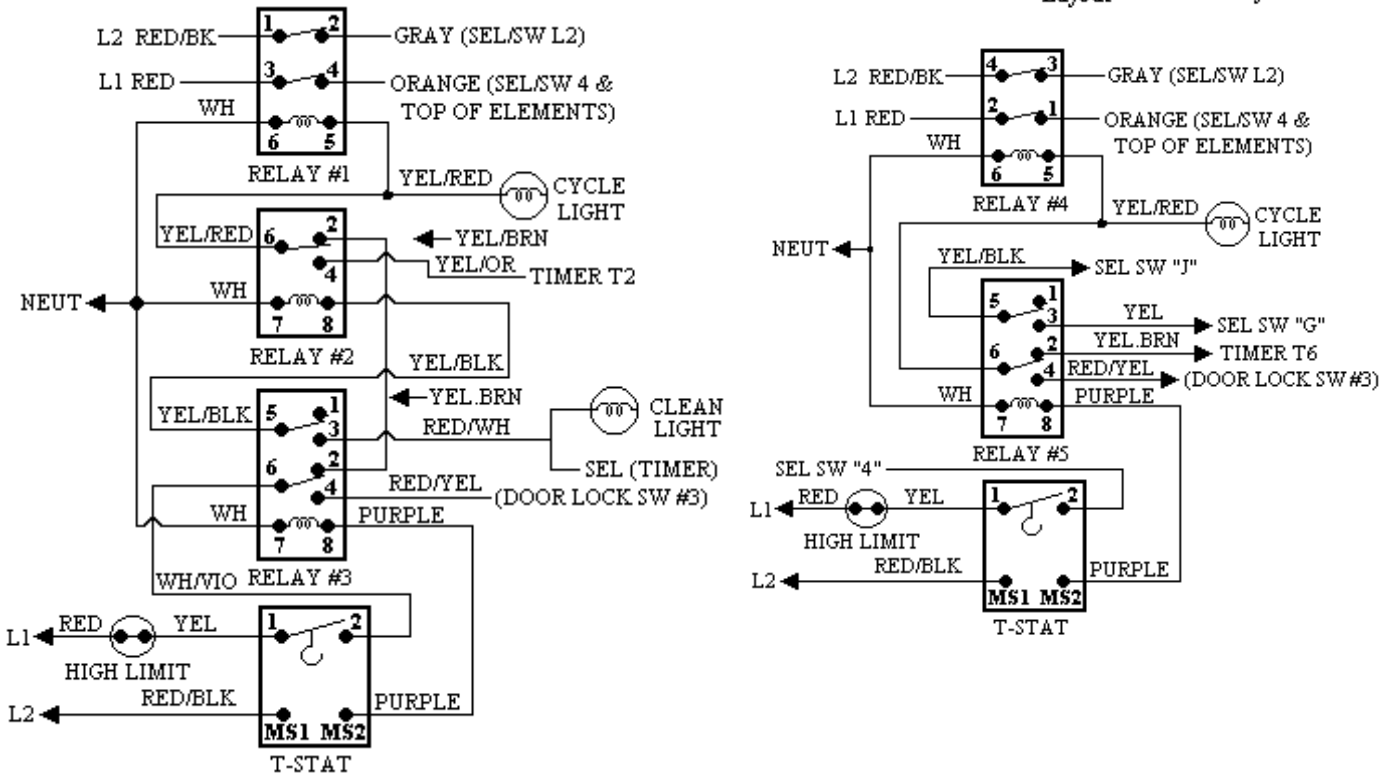 1 2
L2 RED/BK GRAY (SEL/SW L2)
3 4
L1 RED ORANGE (SEL/SW 4 &
TOP OF ELEMENTS)
WH
6 5
RELAY #1
YEL/RED CYCLE
LIGHT
YEL/RED 6 2
YEL/BRN
YEL/OR
4 TIMER T2
WH
NEUT
7 8
RELAY #2
YEL/BLK
YEL.BRN
YEL/BLK 5 1
3
RED/WH
CLEAN
LIGHT
6 2
SEL (TIMER)
4 RED/YEL
(DOOR LOCK SW #3)
WH PURPLE
7 8
RELAY #3
WH/VIO
1 2
L1 RED YEL
HIGH LIMIT
RED/BLK PURPLE
L2
MS1 MS2
T-STAT
4 3
L2 RED/BK GRAY (SEL/SW L2)
2 1
L1 RED ORANGE (SEL/SW 4 &
TOP OF ELEMENTS)
WH
6 5
RELAY #4
YEL/RED CYCLE
LIGHT
NEUT
YEL/BLK SEL SW "J"
5 1
3 YEL SEL SW "G"
6 2 YEL.BRN TIMER T6
4 RED/YEL (DOOR LOCK SW #3)
WH PURPLE
7 8
RELAY #5
SEL SW "4"
1 2
L1 RED YEL
HIGH LIMIT
RED/BLK PURPLE
L2
MS1 MS2
T-STAT